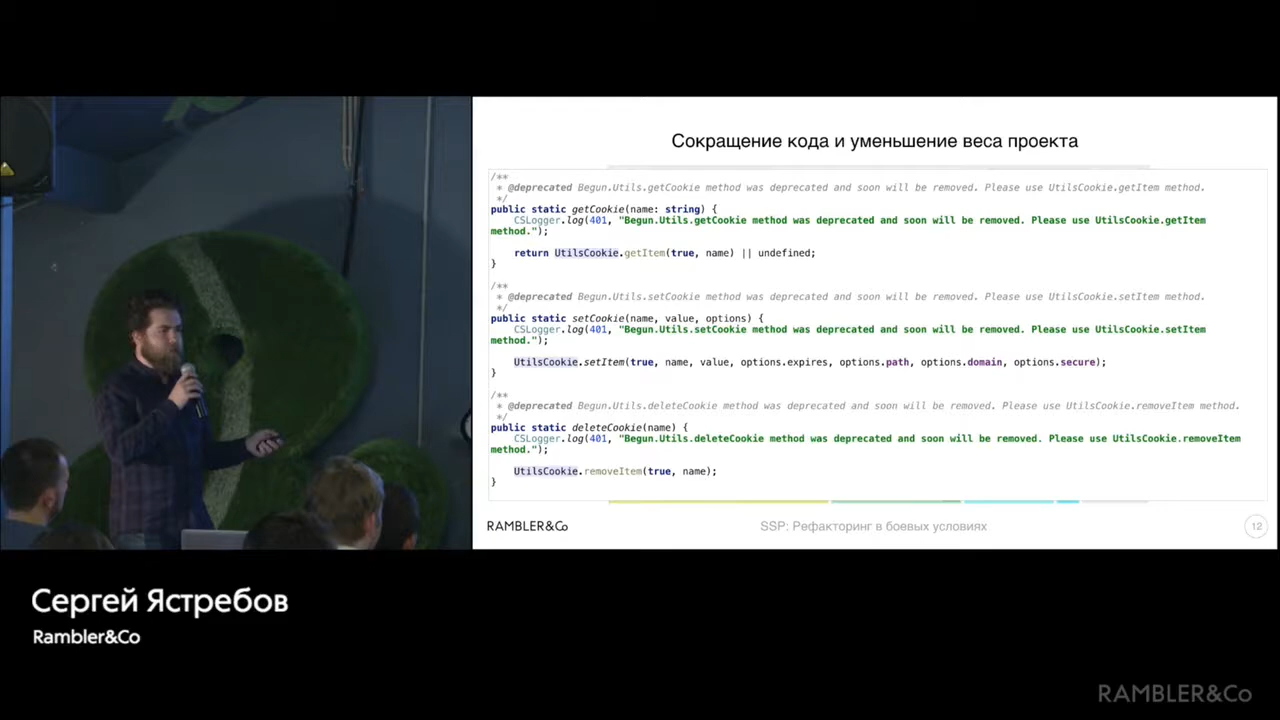 Сокращение кода и уменьшение веса проекта
/**
 * @deprecated Begun.Utils.getCookie method was deprecated and soon will be removed. Please use UtilsCookie.getItem method.
 */
public static getCookie(name: string) {
    CSLogger.log(401, "Begun.Utils.getCookie method was deprecated and soon will be removed. Please use UtilsCookie.getItem
method.");
    return UtilsCookie.getItem(true, name) || undefined;
}
/**
 * @deprecated Begun.Utils.setCookie method was deprecated and soon will be removed. Please use UtilsCookie.setItem method.
 */
public static setCookie(name, value, options) {
    CSLogger.log(401, "Begun.Utils.setCookie method was deprecated and soon will be removed. Please use UtilsCookie.setItem
method.");
    UtilsCookie.setItem(true, name, value, options.expires, options.path, options.domain, options.secure);
}
/**
 * @deprecated Begun.Utils.deleteCookie method was deprecated and soon will be removed. Please use UtilsCookie.removeItem method.
 */
public static deleteCookie(name) {
    CSLogger.log(401, "Begun.Utils.deleteCookie method was deprecated and soon will be removed. Please use UtilsCookie.removeItem
method.");
    UtilsCookie.removeItem(true, name);
}
RAMBLER&Co
SSP: Рефакторинг в боевых условиях
12
Сергей Ястребов
Rambler&Co
RAMBLER&Co